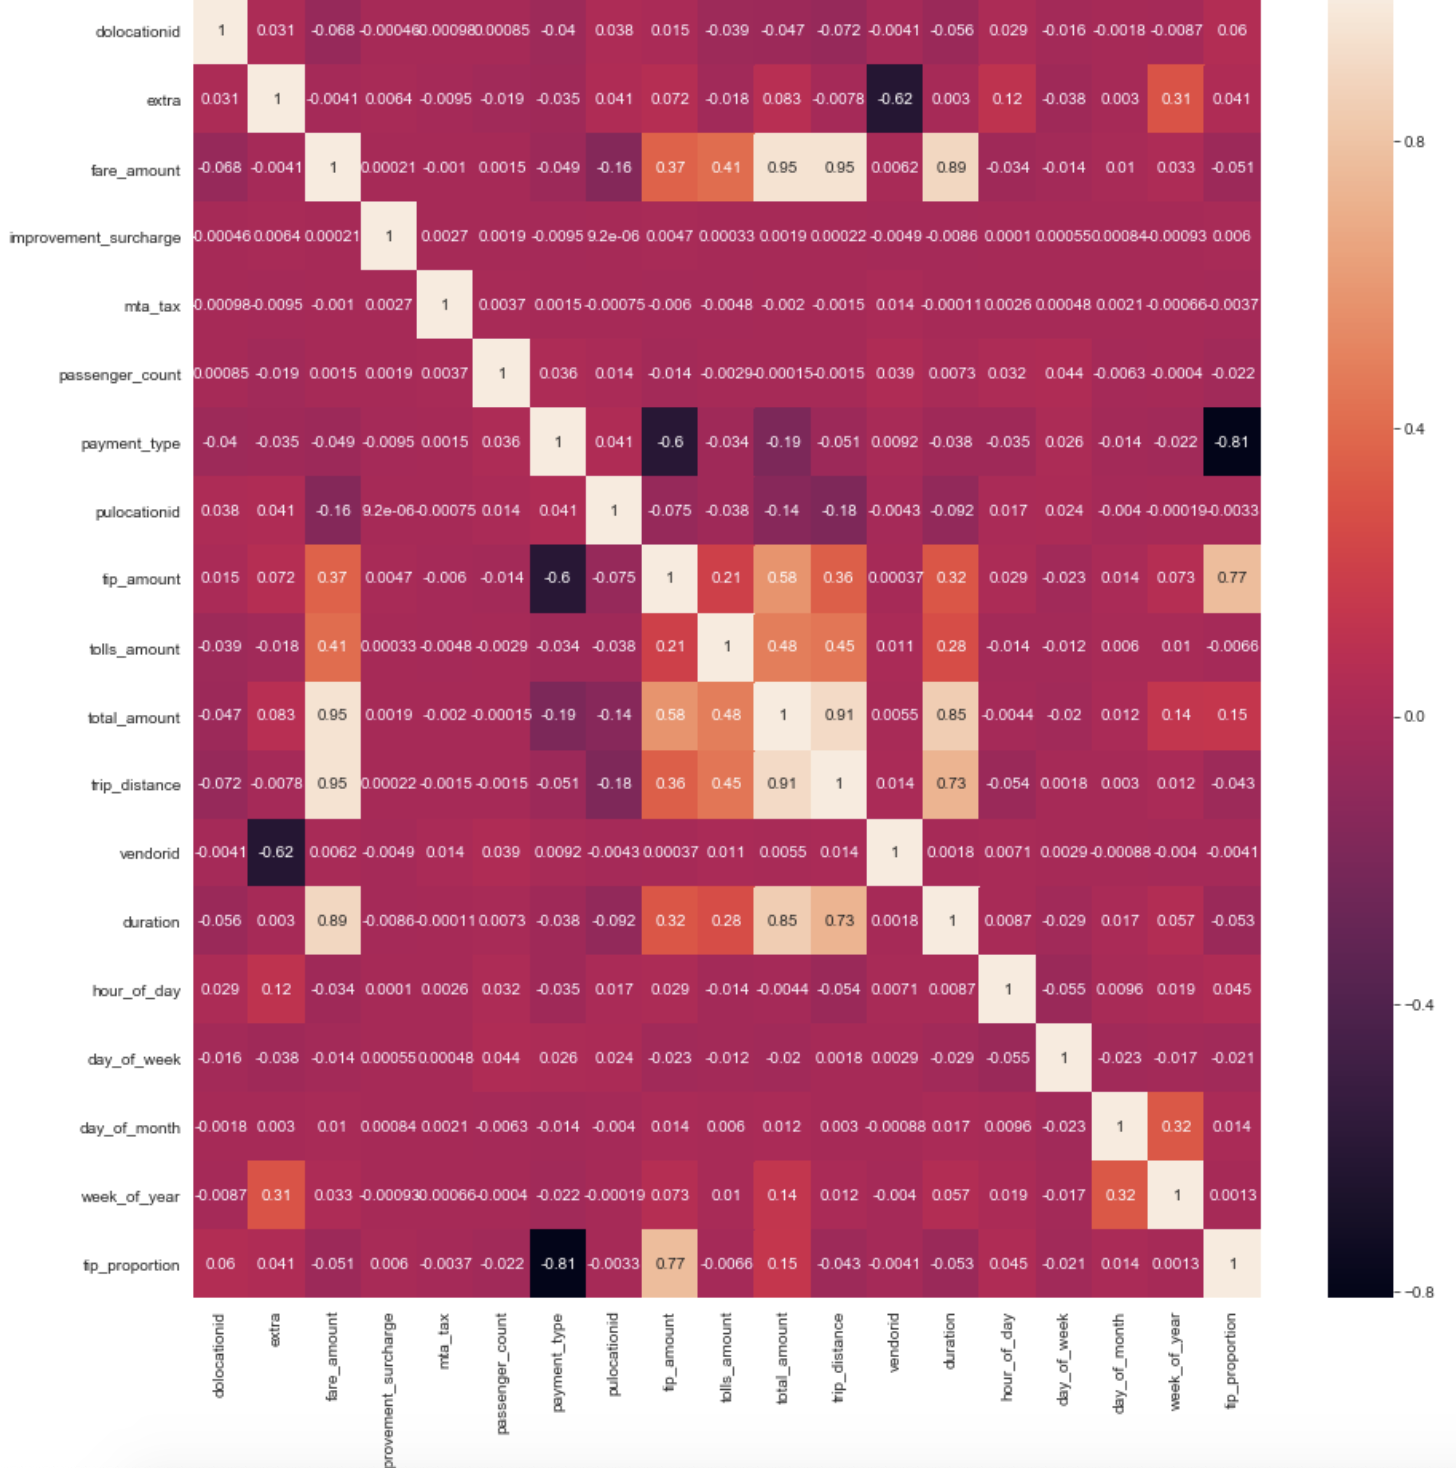 dolocationid 1 0.031 -0.068 -0.00046 0.00098 0.00085 -0.04 0.038 0.015 -0.039 -0.047 -0.072 -0.0041 -0.056 0.029 -0.016 -0.0018 -0.0087 0.06
extra 0.031 1 -0.0041 0.0064 -0.0095 -0.019 -0.035 0.041 0.072 -0.018 0.083 -0.0078 -0.62 0.003 0.12 -0.038 0.003 0.31 0.041
0.8
fare_amount -0.068 -0.0041 1 0.00021 -0.001 0.0015 -0.049 -0.16 0.37 0.41 0.95 0.95 0.0062 0.89 -0.034 -0.014 0.01 0.033 -0.051
improvement_surcharge 0.00046 0.0064 0.00021 1 0.0027 0.0019 -0.0095 9.2e-06 0.0047 0.00033 0.0019 0.00022 -0.0049 -0.0086 0.0001 0.00055 0.00084 -0.00093 0.006
mta_tax 0.00098 -0.0095 -0.001 0.0027 1 0.0037 0.0015 -0.00075 -0.006 -0.0048 -0.002 -0.0015 0.014 -0.00011 0.0026 0.00048 0.0021 -0.00066 -0.0037
passenger_count 0.00085 -0.019 0.0015 0.0019 0.0037 1 0.036 0.014 -0.014 -0.0029 -0.00015 -0.0015 0.039 0.0073 0.032 0.044 -0.0063 -0.0004 -0.022
0.4
payment_type -0.04 -0.035 -0.049 -0.0095 0.0015 0.036 1 0.041 -0.6 -0.034 -0.19 -0.051 0.0092 -0.038 -0.035 0.026 -0.014 -0.022 -0.81
pulocationid 0.038 0.041 -0.16 9.2e-06 -0.00075 0.014 0.041 1 -0.075 -0.038 -0.14 -0.18 -0.0043 -0.092 0.017 0.024 -0.004 -0.00019 -0.0033
tip_amount 0.015 0.072 0.37 0.0047 -0.006 -0.014 -0.6 -0.075 1 0.21 0.58 0.36 0.00037 0.32 0.029 -0.023 0.014 0.073 0.77
tolls_amount -0.039 -0.018 0.41 0.00033 -0.0048 -0.0029 -0.034 -0.038 0.21 1 0.48 0.45 0.011 0.28 -0.014 -0.012 0.006 0.01 -0.0066
total_amount -0.047 0.083 0.95 0.0019 -0.002 -0.00015 -0.19 -0.14 0.58 0.48 1 0.91 0.0055 0.85 -0.0044 -0.02 0.012 0.14 0.15
0.0
trip_distance -0.072 -0.0078 0.95 0.00022 -0.0015 -0.0015 -0.051 -0.18 0.36 0.45 0.91 1 0.014 0.73 -0.054 0.0018 0.003 0.012 -0.043
vendorid -0.0041 -0.62 0.0062 -0.0049 0.014 0.039 0.0092 -0.0043 0.00037 0.011 0.0055 0.014 1 0.0018 0.0071 0.0029 -0.00088 -0.004 -0.0041
duration -0.056 0.003 0.89 -0.0086 -0.00011 0.0073 -0.038 -0.092 0.32 0.28 0.85 0.73 0.0018 1 0.0087 -0.029 0.017 0.057 -0.053
hour_of_day 0.029 0.12 -0.034 0.0001 0.0026 0.032 -0.035 0.017 0.029 -0.014 -0.0044 -0.054 0.0071 0.0087 1 -0.055 0.0096 0.019 0.045
-0.4
day_of_week -0.016 -0.038 -0.014 0.00055 0.00048 0.044 0.026 0.024 -0.023 -0.012 -0.02 0.0018 0.0029 -0.029 -0.055 1 -0.023 -0.017 -0.021
day_of_month -0.0018 0.003 0.01 0.00084 0.0021 -0.0063 -0.014 -0.004 0.014 0.006 0.012 0.003 -0.00088 0.017 0.0096 -0.023 1 0.32 0.014
week_of_year -0.0087 0.31 0.033 -0.00093 0.00066 -0.0004 -0.022 -0.00019 0.073 0.01 0.14 0.012 -0.004 0.057 0.019 -0.017 0.32 1 0.0013
tip_proportion 0.06 0.041 -0.051 0.006 -0.0037 -0.022 -0.81 -0.0033 0.77 -0.0066 0.15 -0.043 -0.0041 -0.053 0.045 -0.021 0.014 0.0013 1
-0.8
dolocationid
extra
fare_amount
provement_surcharge
mta_tax
passenger_count
payment_type
pulocationid
tip_amount
tolls_amount
total_amount
trip_distance
vendorid
duration
hour_of_day
day_of_week
day_of_month
week_of_year
tip_proportion